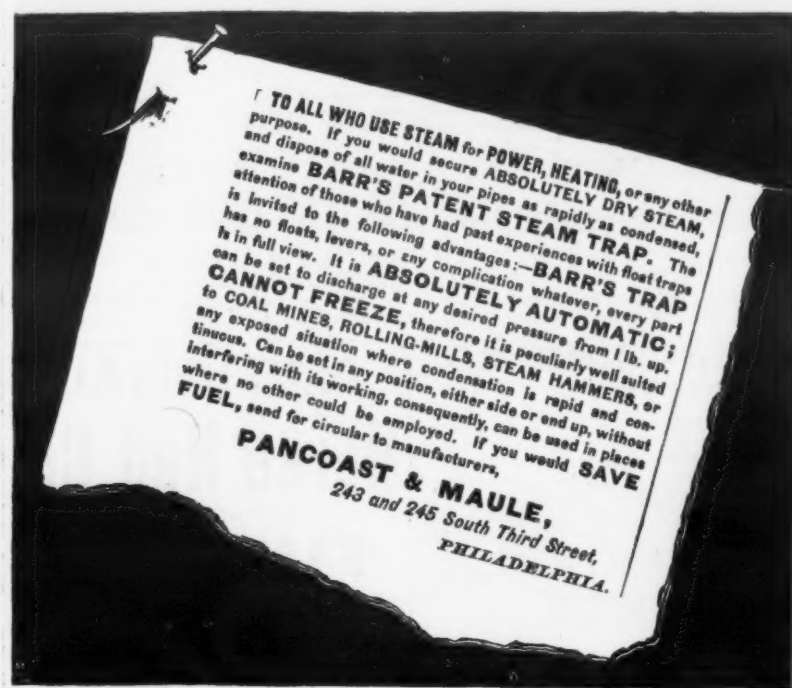 TO ALL WHO USE STEAM for POWER, HEATING, or any other
purpose. If you would secure ABSOLUTELY DRY STEAM,
and dispose of all water in your pipes as rapidly as condensed,
examine BARR'S PATENT STEAM TRAP. The
attention of those who have had past experiences with float traps
is invited to the following advantages:—BARR'S TRAP
has no floats, levers, or any complication whatever, every part
is in full view. It is ABSOLUTELY AUTOMATIC;
can be set to discharge at any desired pressure from 1 lb. up.
CANNOT FREEZE, therefore it is peculiarly well suited
to COAL MINES, ROLLING-MILLS, STEAM HAMMERS, or
any exposed situation where condensation is rapid and con-
tinuous. Can be set in any position, either side or end up, without
interfering with its working, consequently, can be used in places
where no other could be employed. If you would SAVE
FUEL, send for circular to manufacturers,
PANCOAST & MAULE,
243 and 245 South Third Street,
PHILADELPHIA.